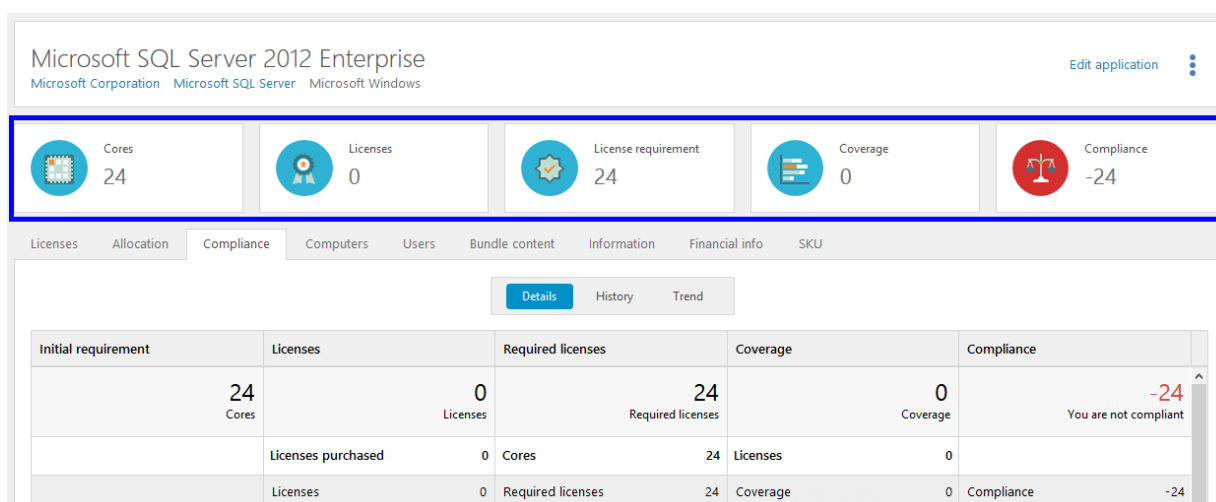 Microsoft SQL Server 2012 Enterprise
Edit application
Microsoft Corporation Microsoft SQL Server Microsoft Windows
Cores Licenses License requirement Coverage Compliance
24 0 24 0 -24
Licenses Allocation Compliance Computers Users Bundle content Information Financial info SKU
Details History Trend
Initial requirement Licenses Required licenses Coverage Compliance
24 0 24 0 -24
Cores Licenses Required licenses Coverage You are not compliant
Licenses purchased 0 Cores 24 Licenses 0
Licenses 0 Required licenses 24 Coverage 0 Compliance -24